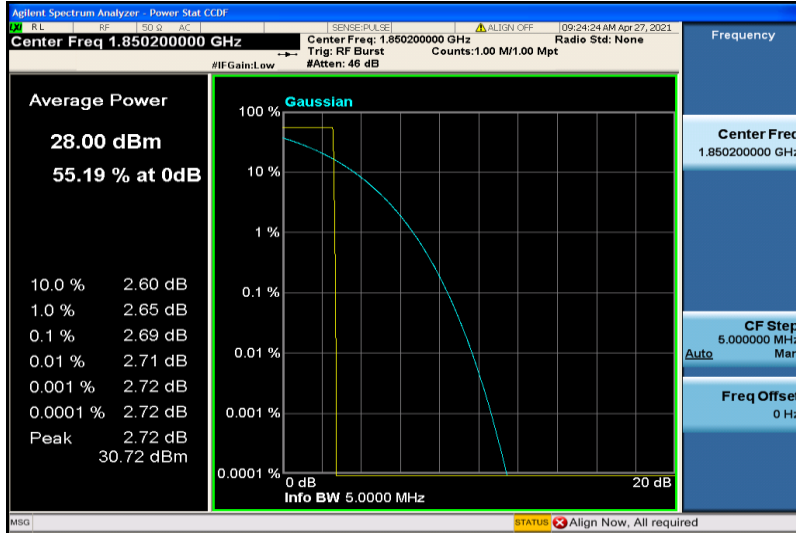 Agilent Spectrum Analyzer - Power Stat CCDF
LXI RL RF 50 Ω AC SENSE:PULSE ALIGN OFF 09:24:24 AM Apr 27, 2021
Center Freq 1.850200000 GHz
Center Freq: 1.850200000 GHz Radio Std: None
Trig: RF Burst Counts:1.00 M/1.00 Mpt
#IFGain:Low #Atten: 46 dB
Average Power
28.00 dBm
55.19 % at 0dB
10.0 % 2.60 dB
1.0 % 2.65 dB
0.1 % 2.69 dB
0.01 % 2.71 dB
0.001 % 2.72 dB
0.0001 % 2.72 dB
Peak 2.72 dB
30.72 dBm
Gaussian
100 %
10 %
1 %
0.1 %
0.01 %
0.001 %
0.0001 %
0 dB 20 dB
Info BW 5.0000 MHz
Frequency
Center Freq
1.850200000 GHz
CF Step
5.000000 MHz
Auto Man
Freq Offset
0 Hz
MSG STATUS Align Now, All required